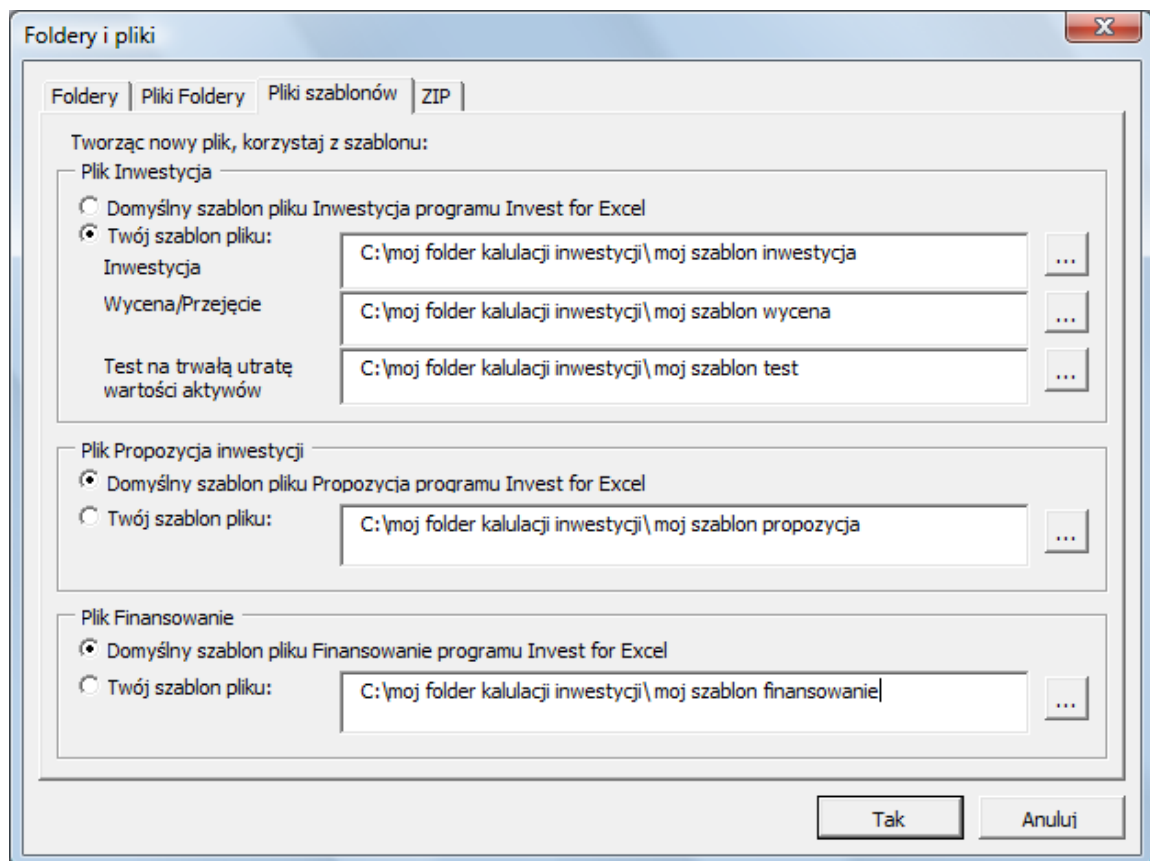 Foldery i pliki
Foldery Pliki Foldery Pliki szablonów ZIP
Tworząc nowy plik, korzystaj z szablonu:
Plik Inwestycja
Domyślny szablon pliku Inwestycja programu Invest for Excel
Twój szablon pliku:
Inwestycja
C:\moj folder kalulacji inwestycji\ moj szablon inwestycja
...
Wycena/Przejęcie
C:\moj folder kalulacji inwestycji\ moj szablon wycena
...
Test na trwałą utratę
wartości aktywów
C:\moj folder kalulacji inwestycji\ moj szablon test
...
Plik Propozycja inwestycji
Domyślny szablon pliku Propozycja programu Invest for Excel
Twój szablon pliku:
C:\moj folder kalulacji inwestycji\ moj szablon propozycja
...
Plik Finansowanie
Domyślny szablon pliku Finansowanie programu Invest for Excel
Twój szablon pliku:
C:\moj folder kalulacji inwestycji\ moj szablon finansowanie
...
Tak
Anuluj